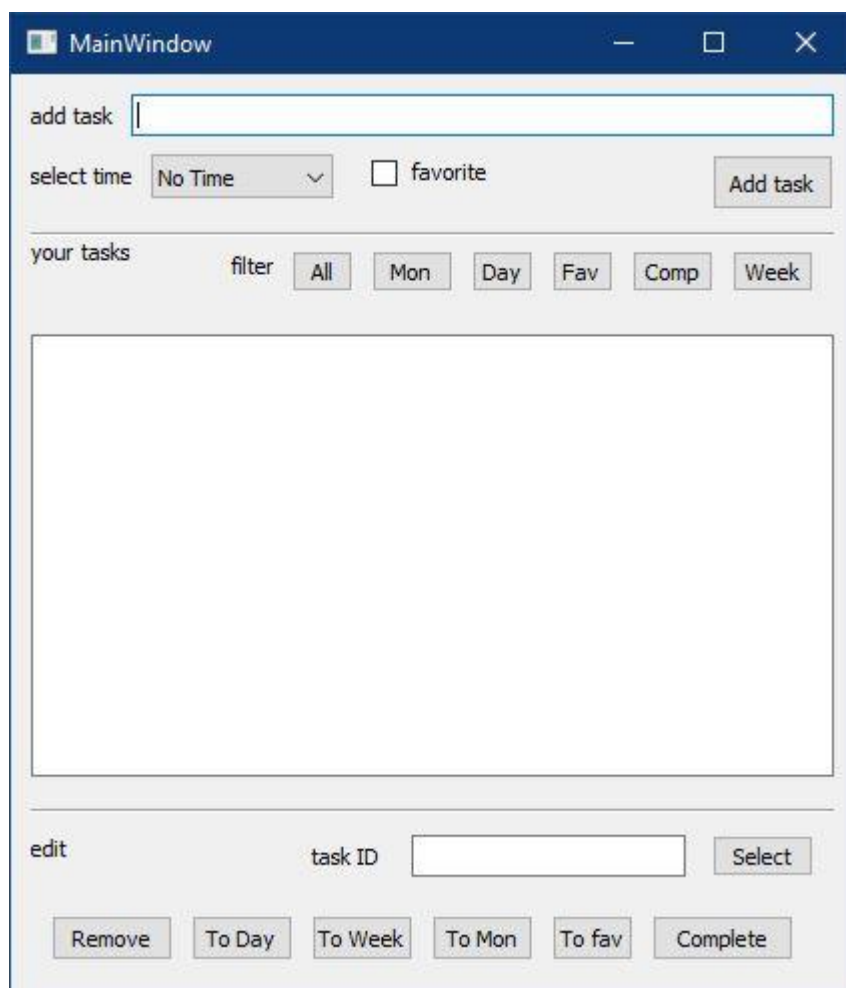 MainWindow
add task
select time No Time favorite Add task
your tasks filter All Mon Day Fav Comp Week
edit task ID Select
Remove To Day To Week To Mon To fav Complete